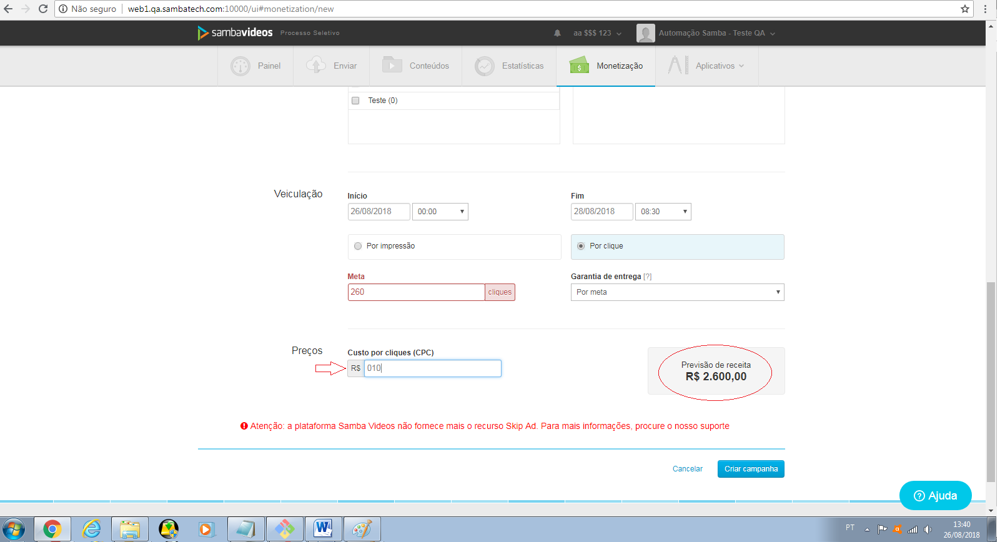 Não seguro web1.qa.sambatech.com:10000/ui#monetization/new
sambavideos Processo Seletivo aa $$$ 123 Automação Samba - Teste QA
Painel Enviar Conteúdos Estatísticas Monetização Aplicativos
Teste (0)
Veiculação
Início Fim
26/08/2018 00:00 28/08/2018 08:30
Por impressão Por clique
Meta Garantia de entrega [?]
260 cliques Por meta
Preços
Custo por cliques (CPC)
R$ 010
Previsão de receita
R$ 2.600,00
Atenção: a plataforma Samba Videos não fornece mais o recurso Skip Ad. Para mais informações, procure o nosso suporte
Cancelar Criar campanha
Ajuda
PT 13:40
26/08/2018